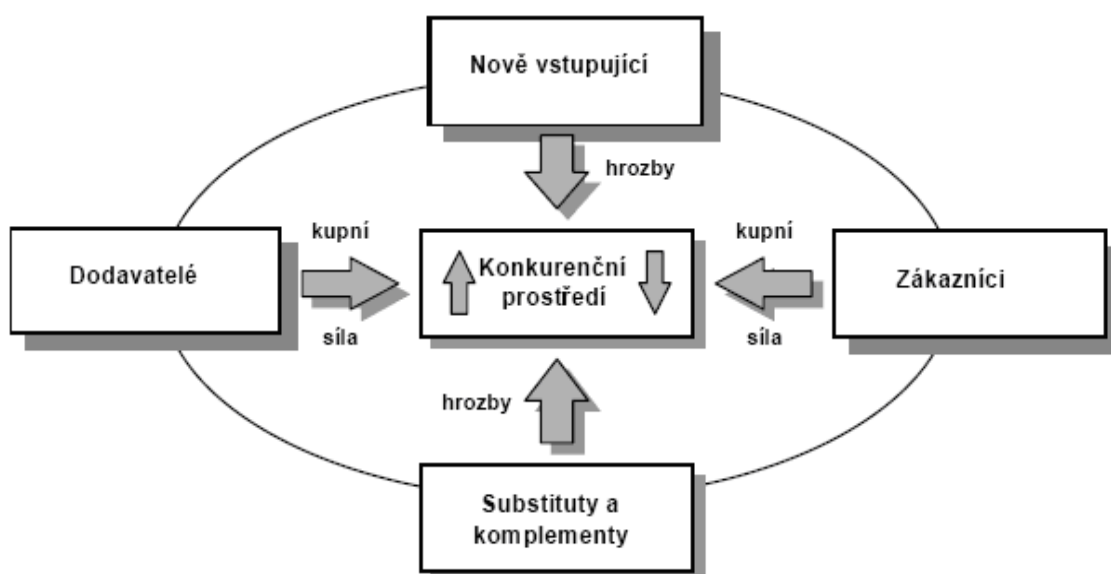 Nově vstupující
hrozby
kupní
kupní
Dodavatelé
Konkurenční
prostředí
Zákazníci
síla
síla
hrozby
Substituty a
komplementy